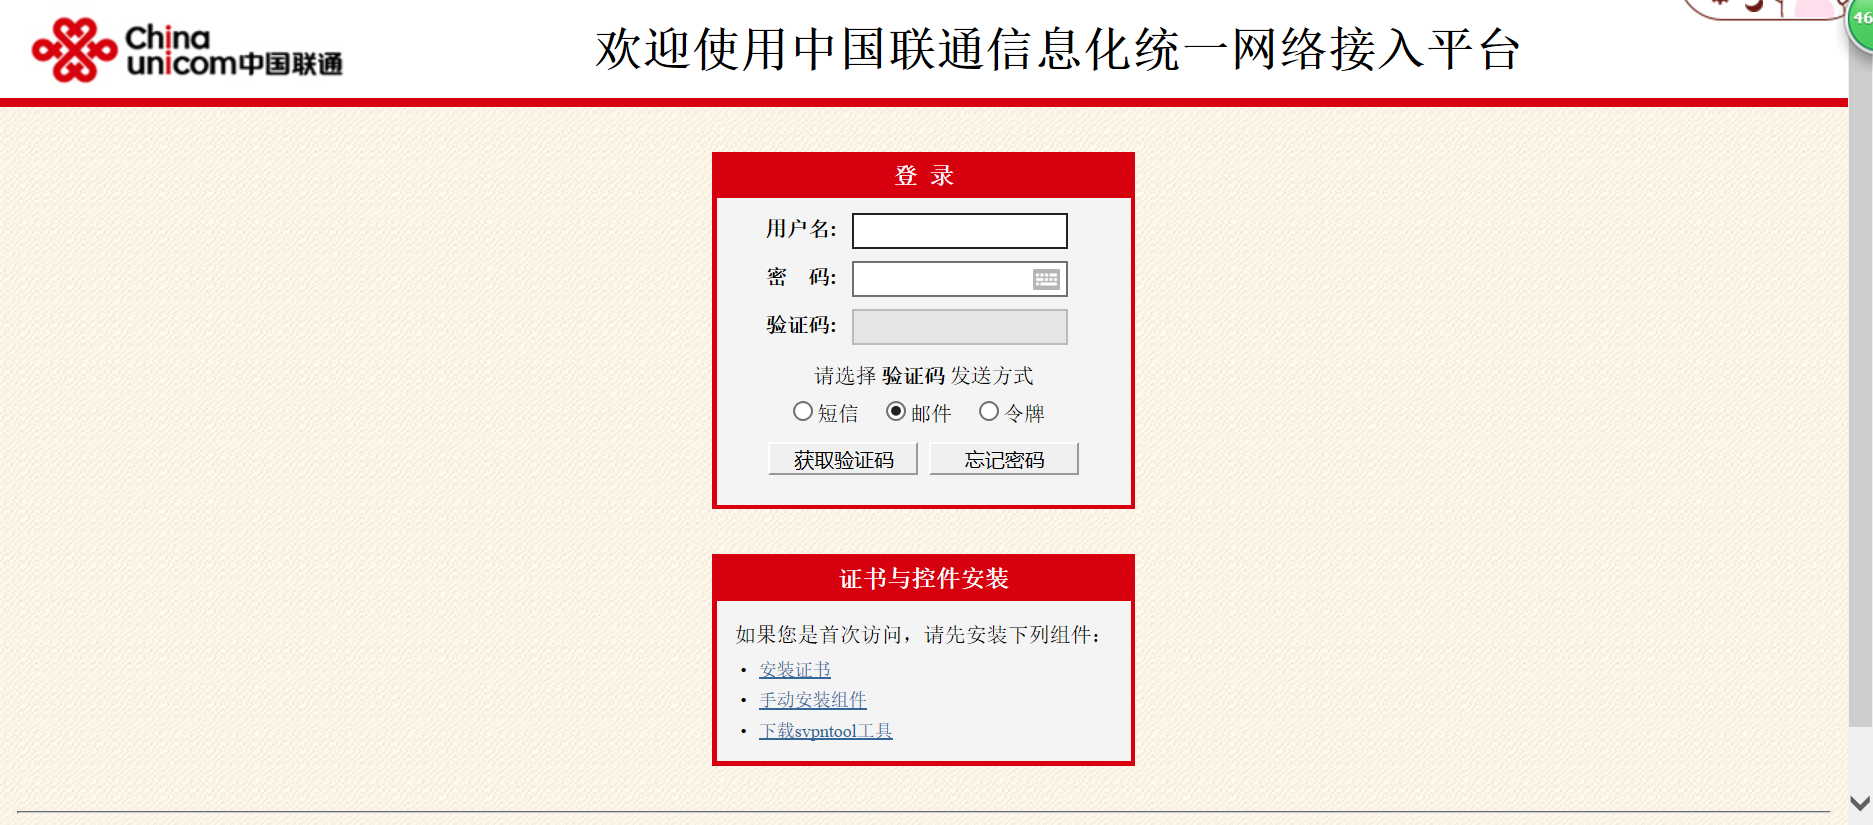 China
unicom中国联通
欢迎使用中国联通信息化统一网络接入平台
46
登 录
用户名:
密 码:
验证码:
请选择 验证码 发送方式
短信 邮件 令牌
获取验证码 忘记密码
证书与控件安装
如果您是首次访问，请先安装下列组件：
· 安装证书
· 手动安装组件
· 下载svpntool工具